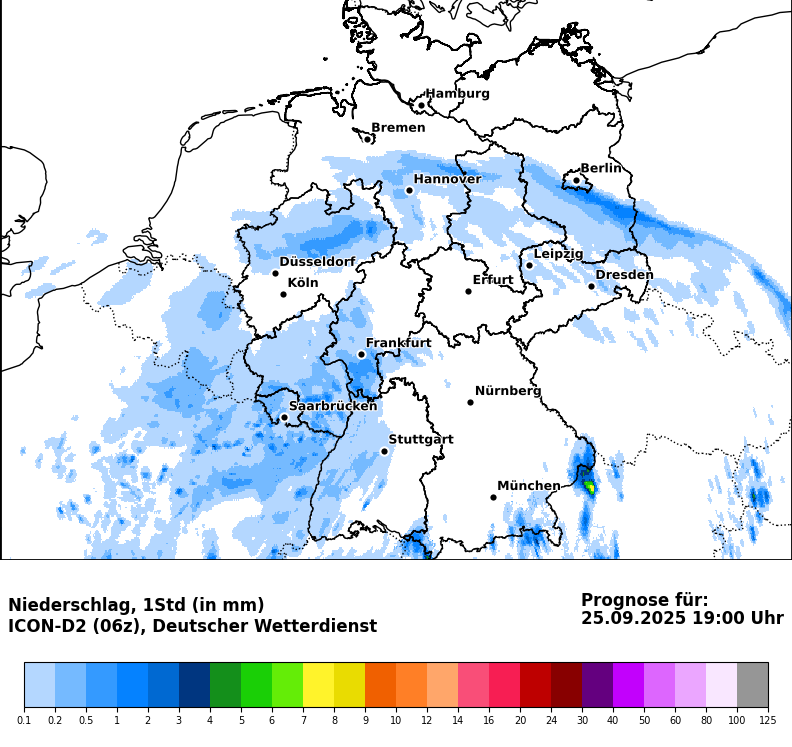 Hamburg
Bremen
Berlin
Hannover
Leipzig
Düsseldorf
Dresden
Erfurt
Köln
Frankfurt
Nürnberg
Saarbrücken
Stuttgart
München
Niederschlag, 1Std (in mm)
ICON-D2 (06z), Deutscher Wetterdienst
Prognose für:
25.09.2025 19:00 Uhr
0.1 0.2 0.5 1 2 3 4 5 6 7 8 9 10 12 14 16 20 24 30 40 50 60 80 100 125